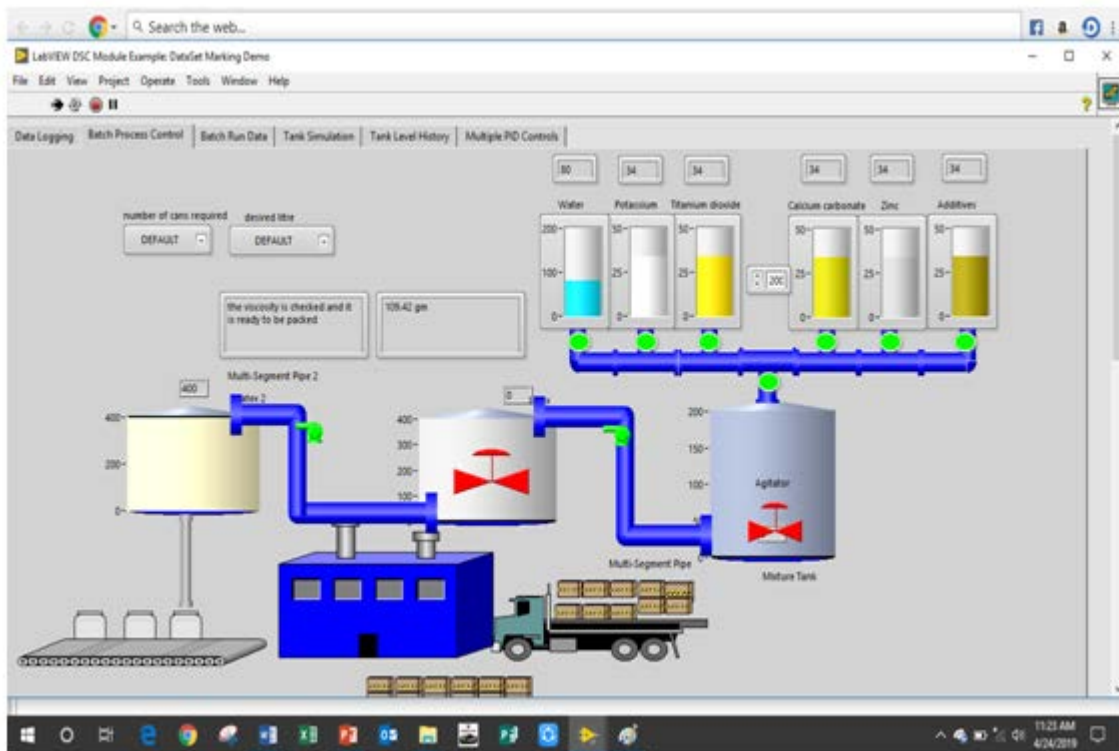 Search the web...
LabVIEW DSC Module Example: DataSet Marking Demo
File Edit View Project Operate Tools Window Help
Data Logging Batch Process Control Batch Run Data Tank Simulation Tank Level History Multiple PID Controls
80 34 34 34 34 34
Water Potassium Titanium dioxide Calcium carbonate Zinc Additives
number of cans required desired litre
DEFAULT DEFAULT
200 50 50 50 50 50
100 25 25 25 25 25
0 0 0 0 0 0
200
the viscosity is checked and it
is ready to be packed
109.42 gm
Multi-Segment Pipe 2
400
0
400
200
0
400
300
200
100
200
150
100
Agitator
Multi-Segment Pipe
Mixture Tank
11:23 AM
4/24/2019